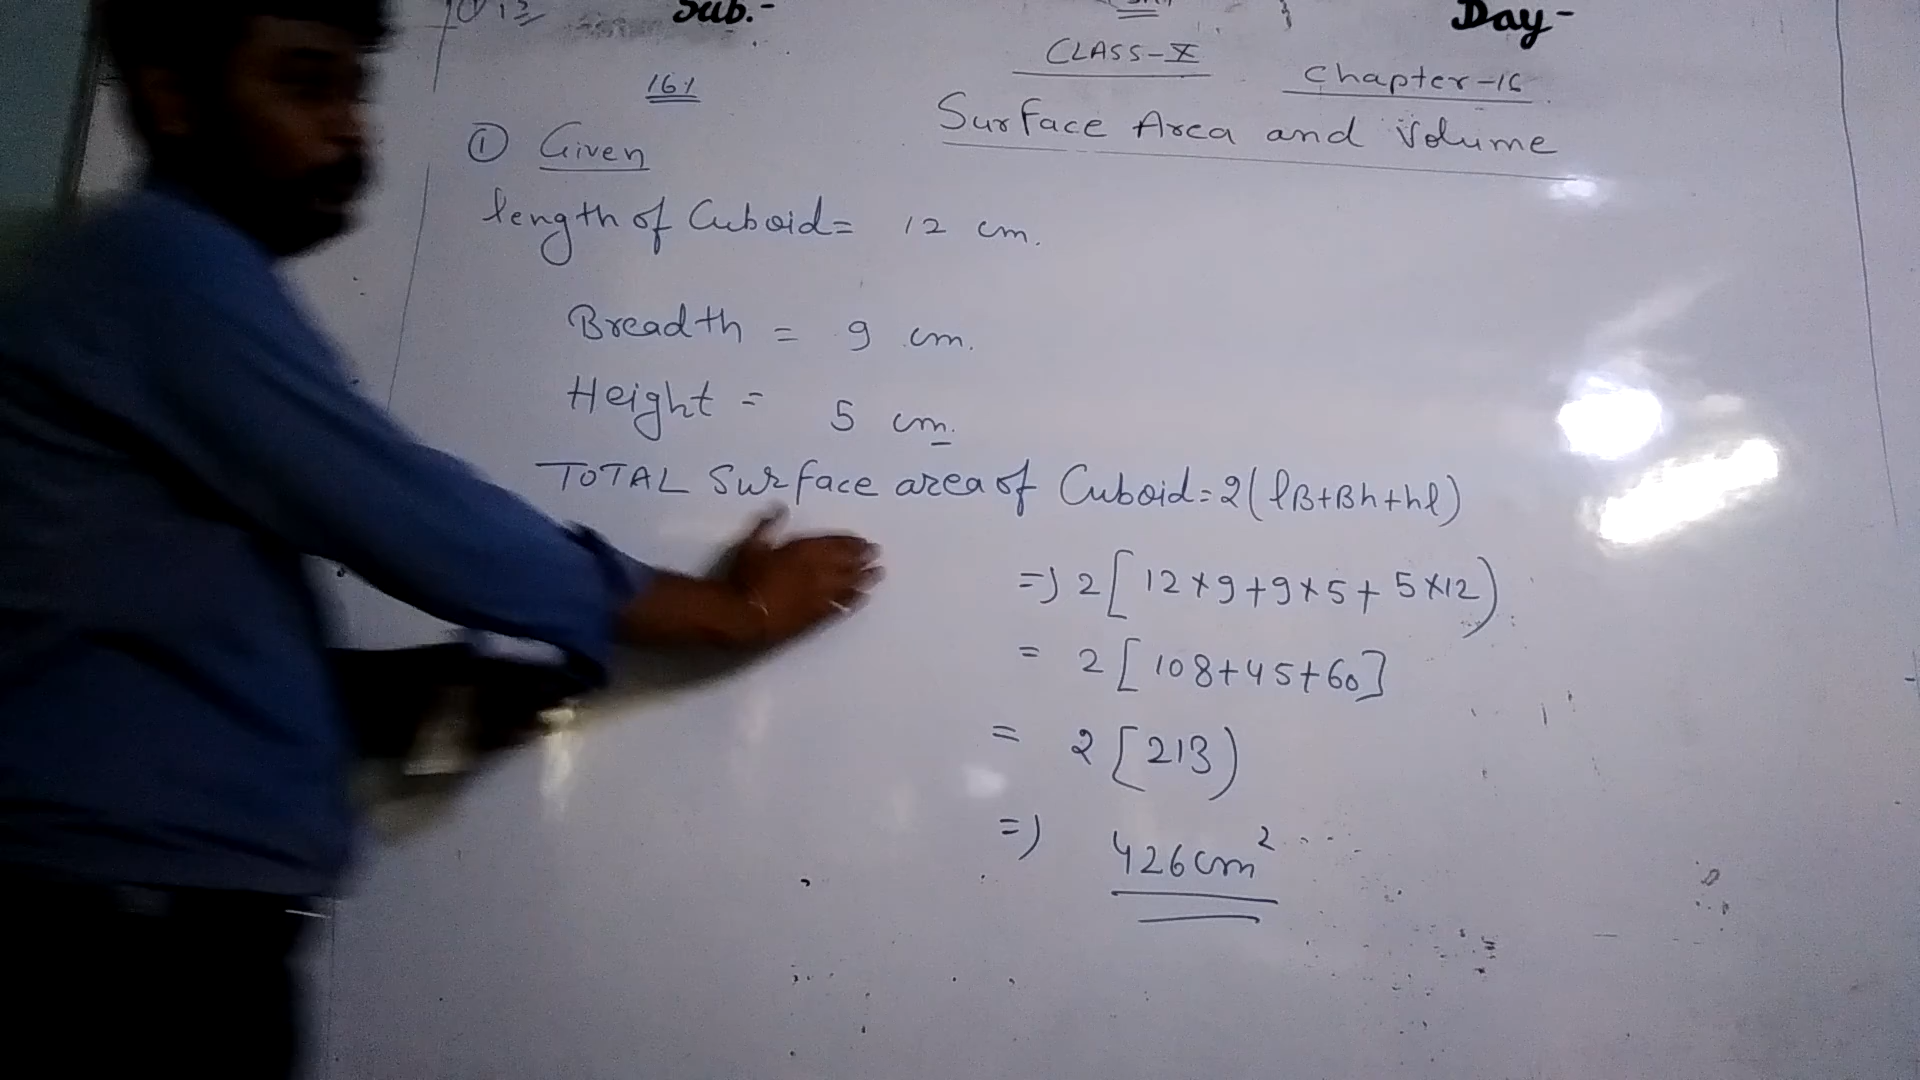 Sub.-
Day-
CLASS-X
Chapter-16
16.1
Surface Area and Volume
① Given
length of Cuboid = 12 cm.
Breadth = 9 cm.
Height = 5 cm.
TOTAL Surface area of Cuboid = 2(lB+Bh+hl)
=) 2[12×9+9×5+5×12)
= 2[108+45+60]
= 2[213)
=) 426cm²